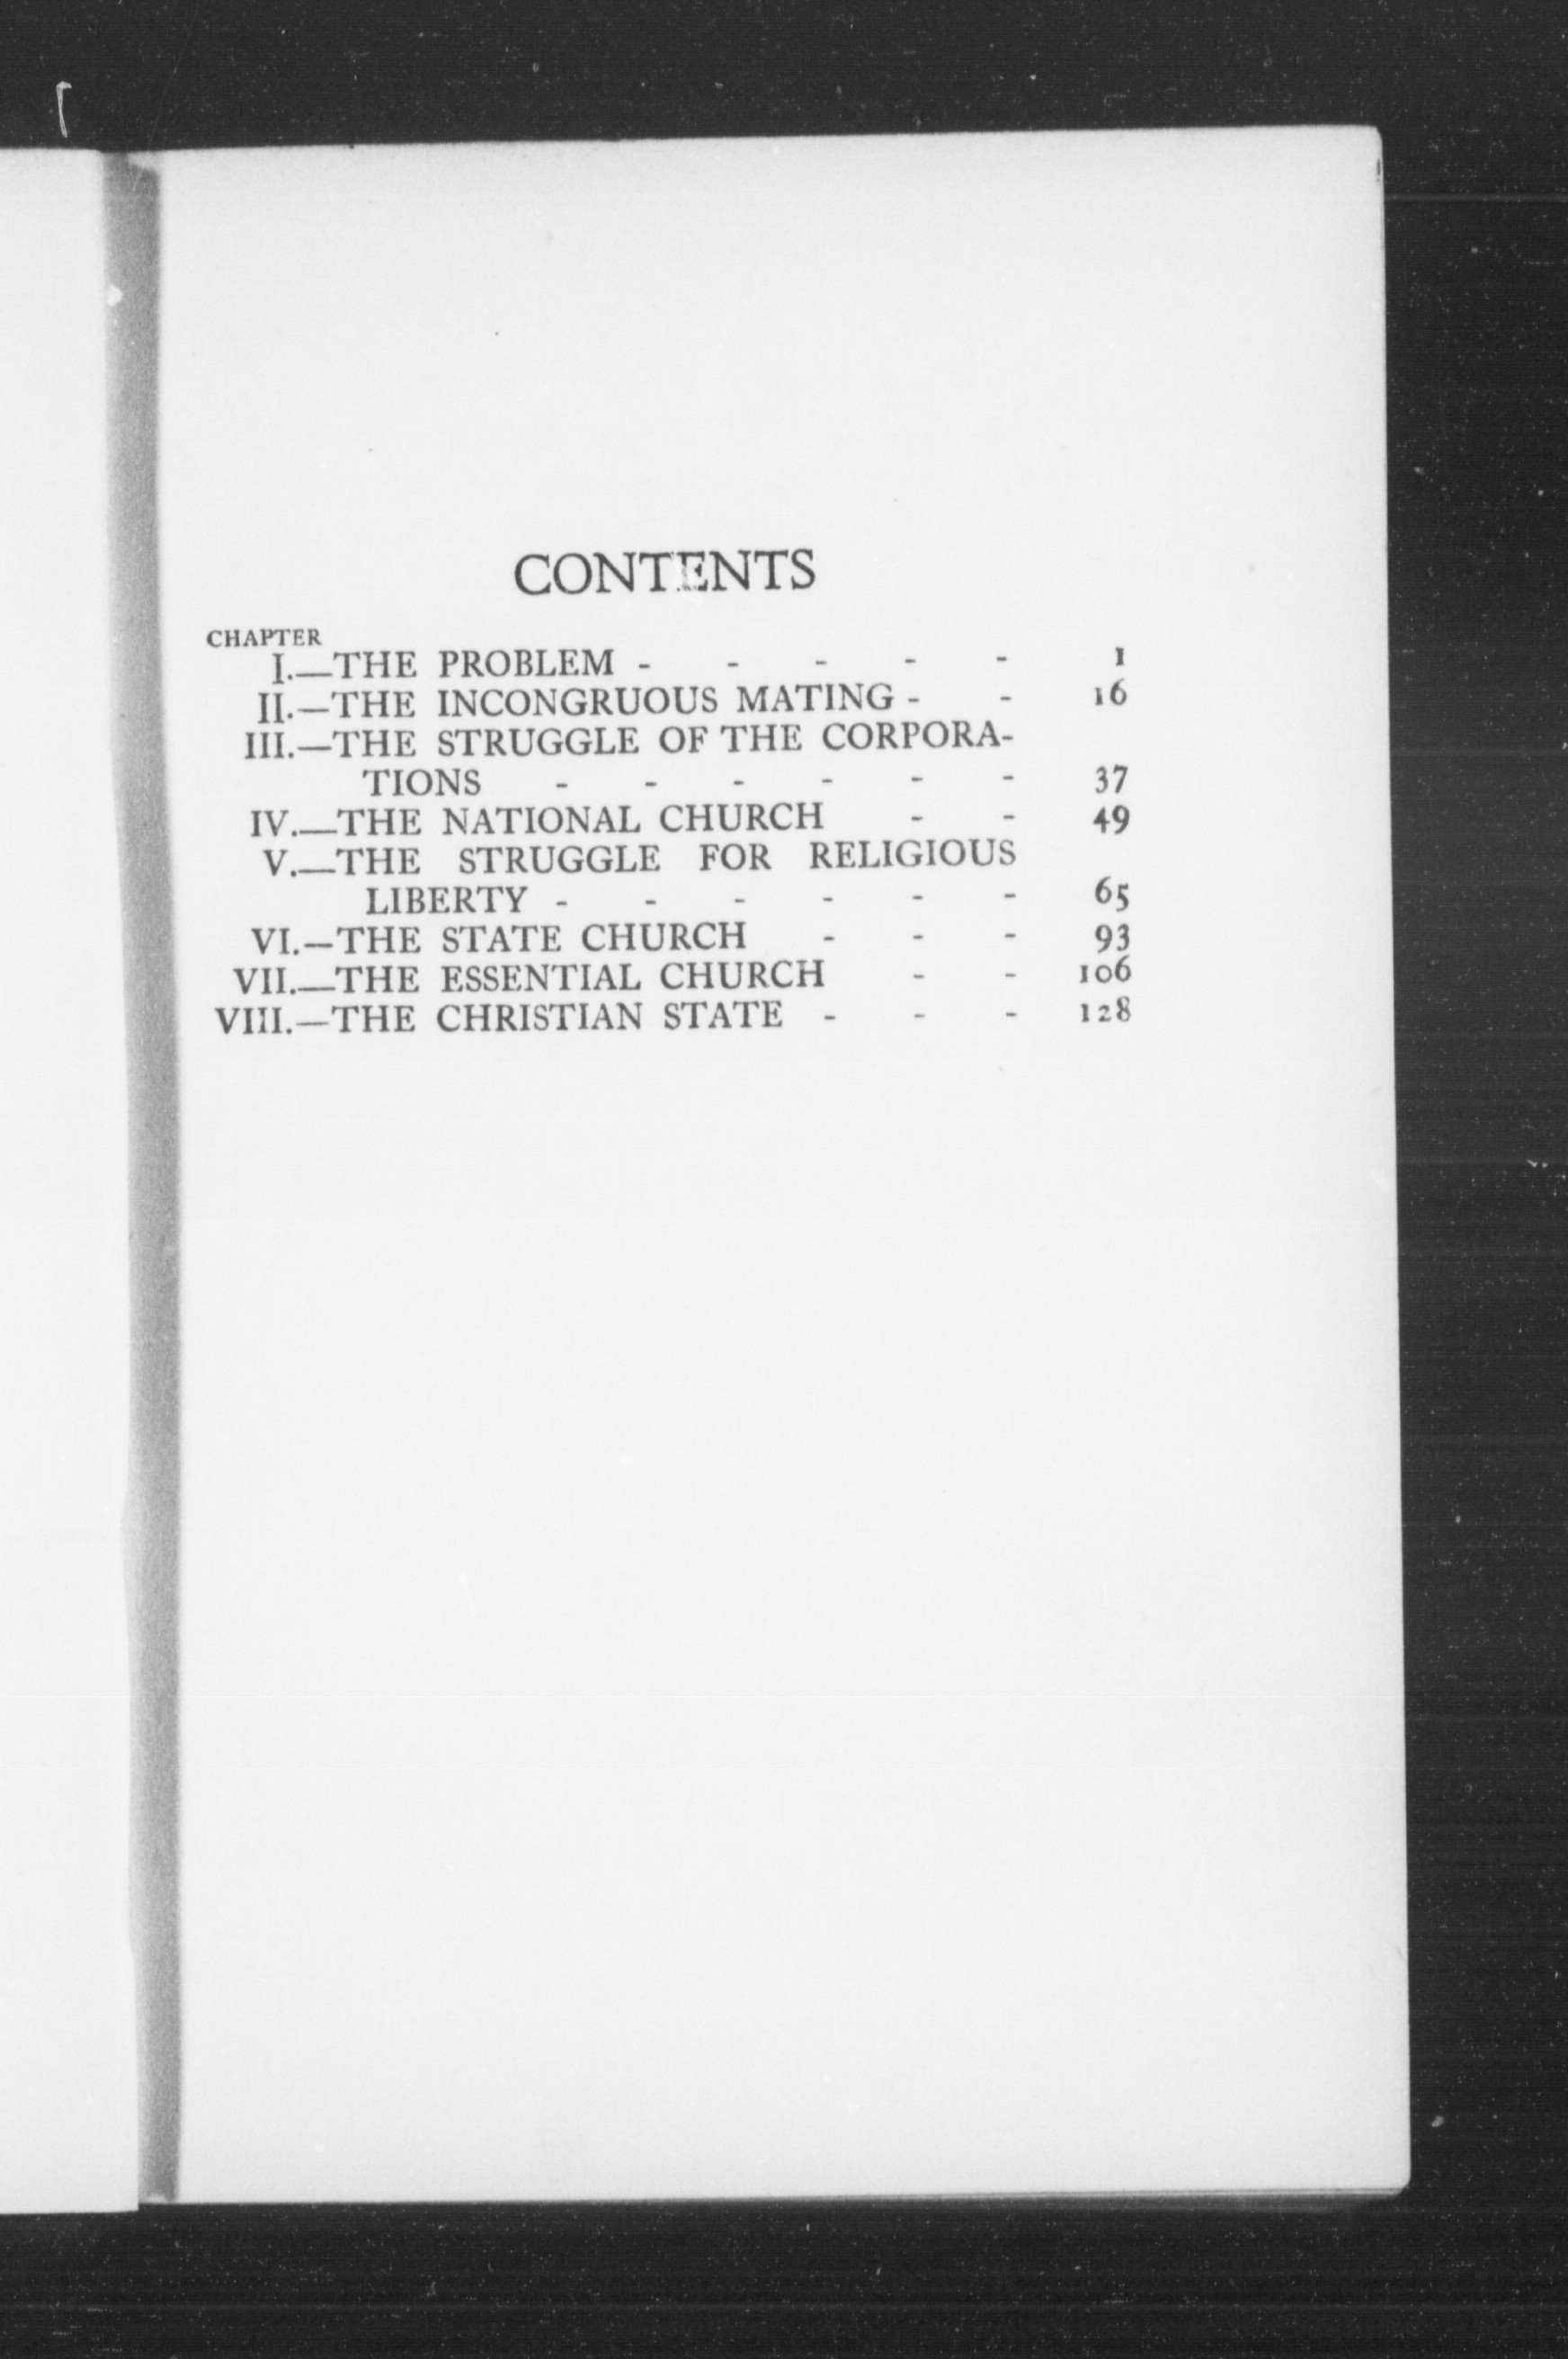 CONTENTS
CHAPTER
I.—THE PROBLEM - - - - - 1
II.—THE INCONGRUOUS MATING - - 16
III.—THE STRUGGLE OF THE CORPORA-
TIONS - - - - - - 37
IV.—THE NATIONAL CHURCH - - 49
V.—THE STRUGGLE FOR RELIGIOUS
LIBERTY - - - - - - 65
VI.—THE STATE CHURCH - - - 93
VII.—THE ESSENTIAL CHURCH - - 106
VIII.—THE CHRISTIAN STATE - - - 128